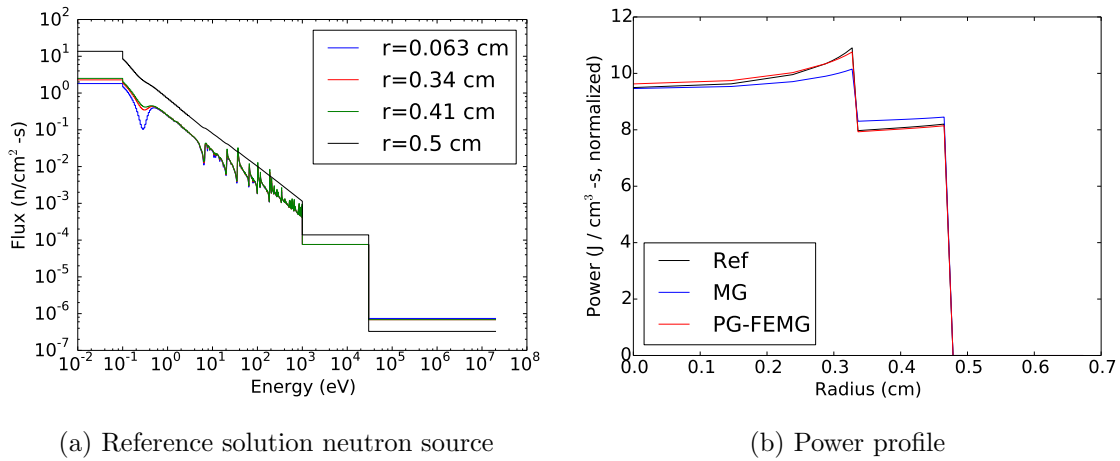 10^2
10^1
10^0
10^-1
10^-2
10^-3
10^-4
10^-5
10^-6
10^-7
Flux (n/cm^2 -s)
r=0.063 cm
r=0.34 cm
r=0.41 cm
r=0.5 cm
10^-2 10^-1 10^0 10^1 10^2 10^3 10^4 10^5 10^6 10^7 10^8
Energy (eV)
(a) Reference solution neutron source
12
10
8
6
4
2
0
Power (J / cm^3 -s, normalized)
Ref
MG
PG-FEMG
0.0 0.1 0.2 0.3 0.4 0.5 0.6 0.7
Radius (cm)
(b) Power profile